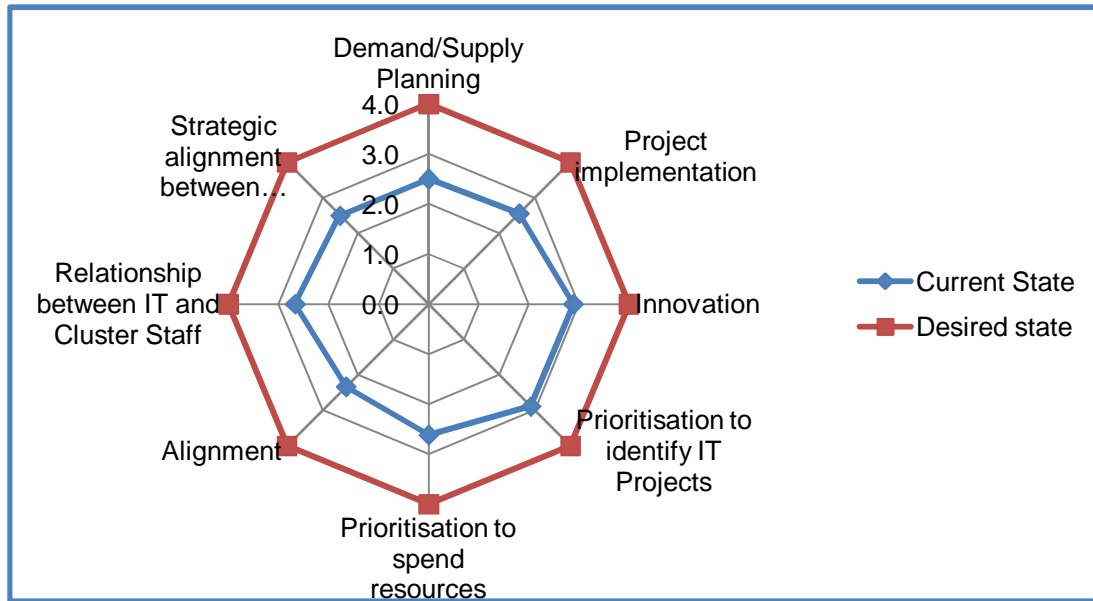 Demand/Supply
Planning
4.0
3.0
2.0
1.0
0.0
Project
implementation
Innovation
Prioritisation to
identify IT
Projects
Prioritisation to
spend
resources
Alignment
Relationship
between IT and
Cluster Staff
Strategic
alignment
between…
Current State
Desired state